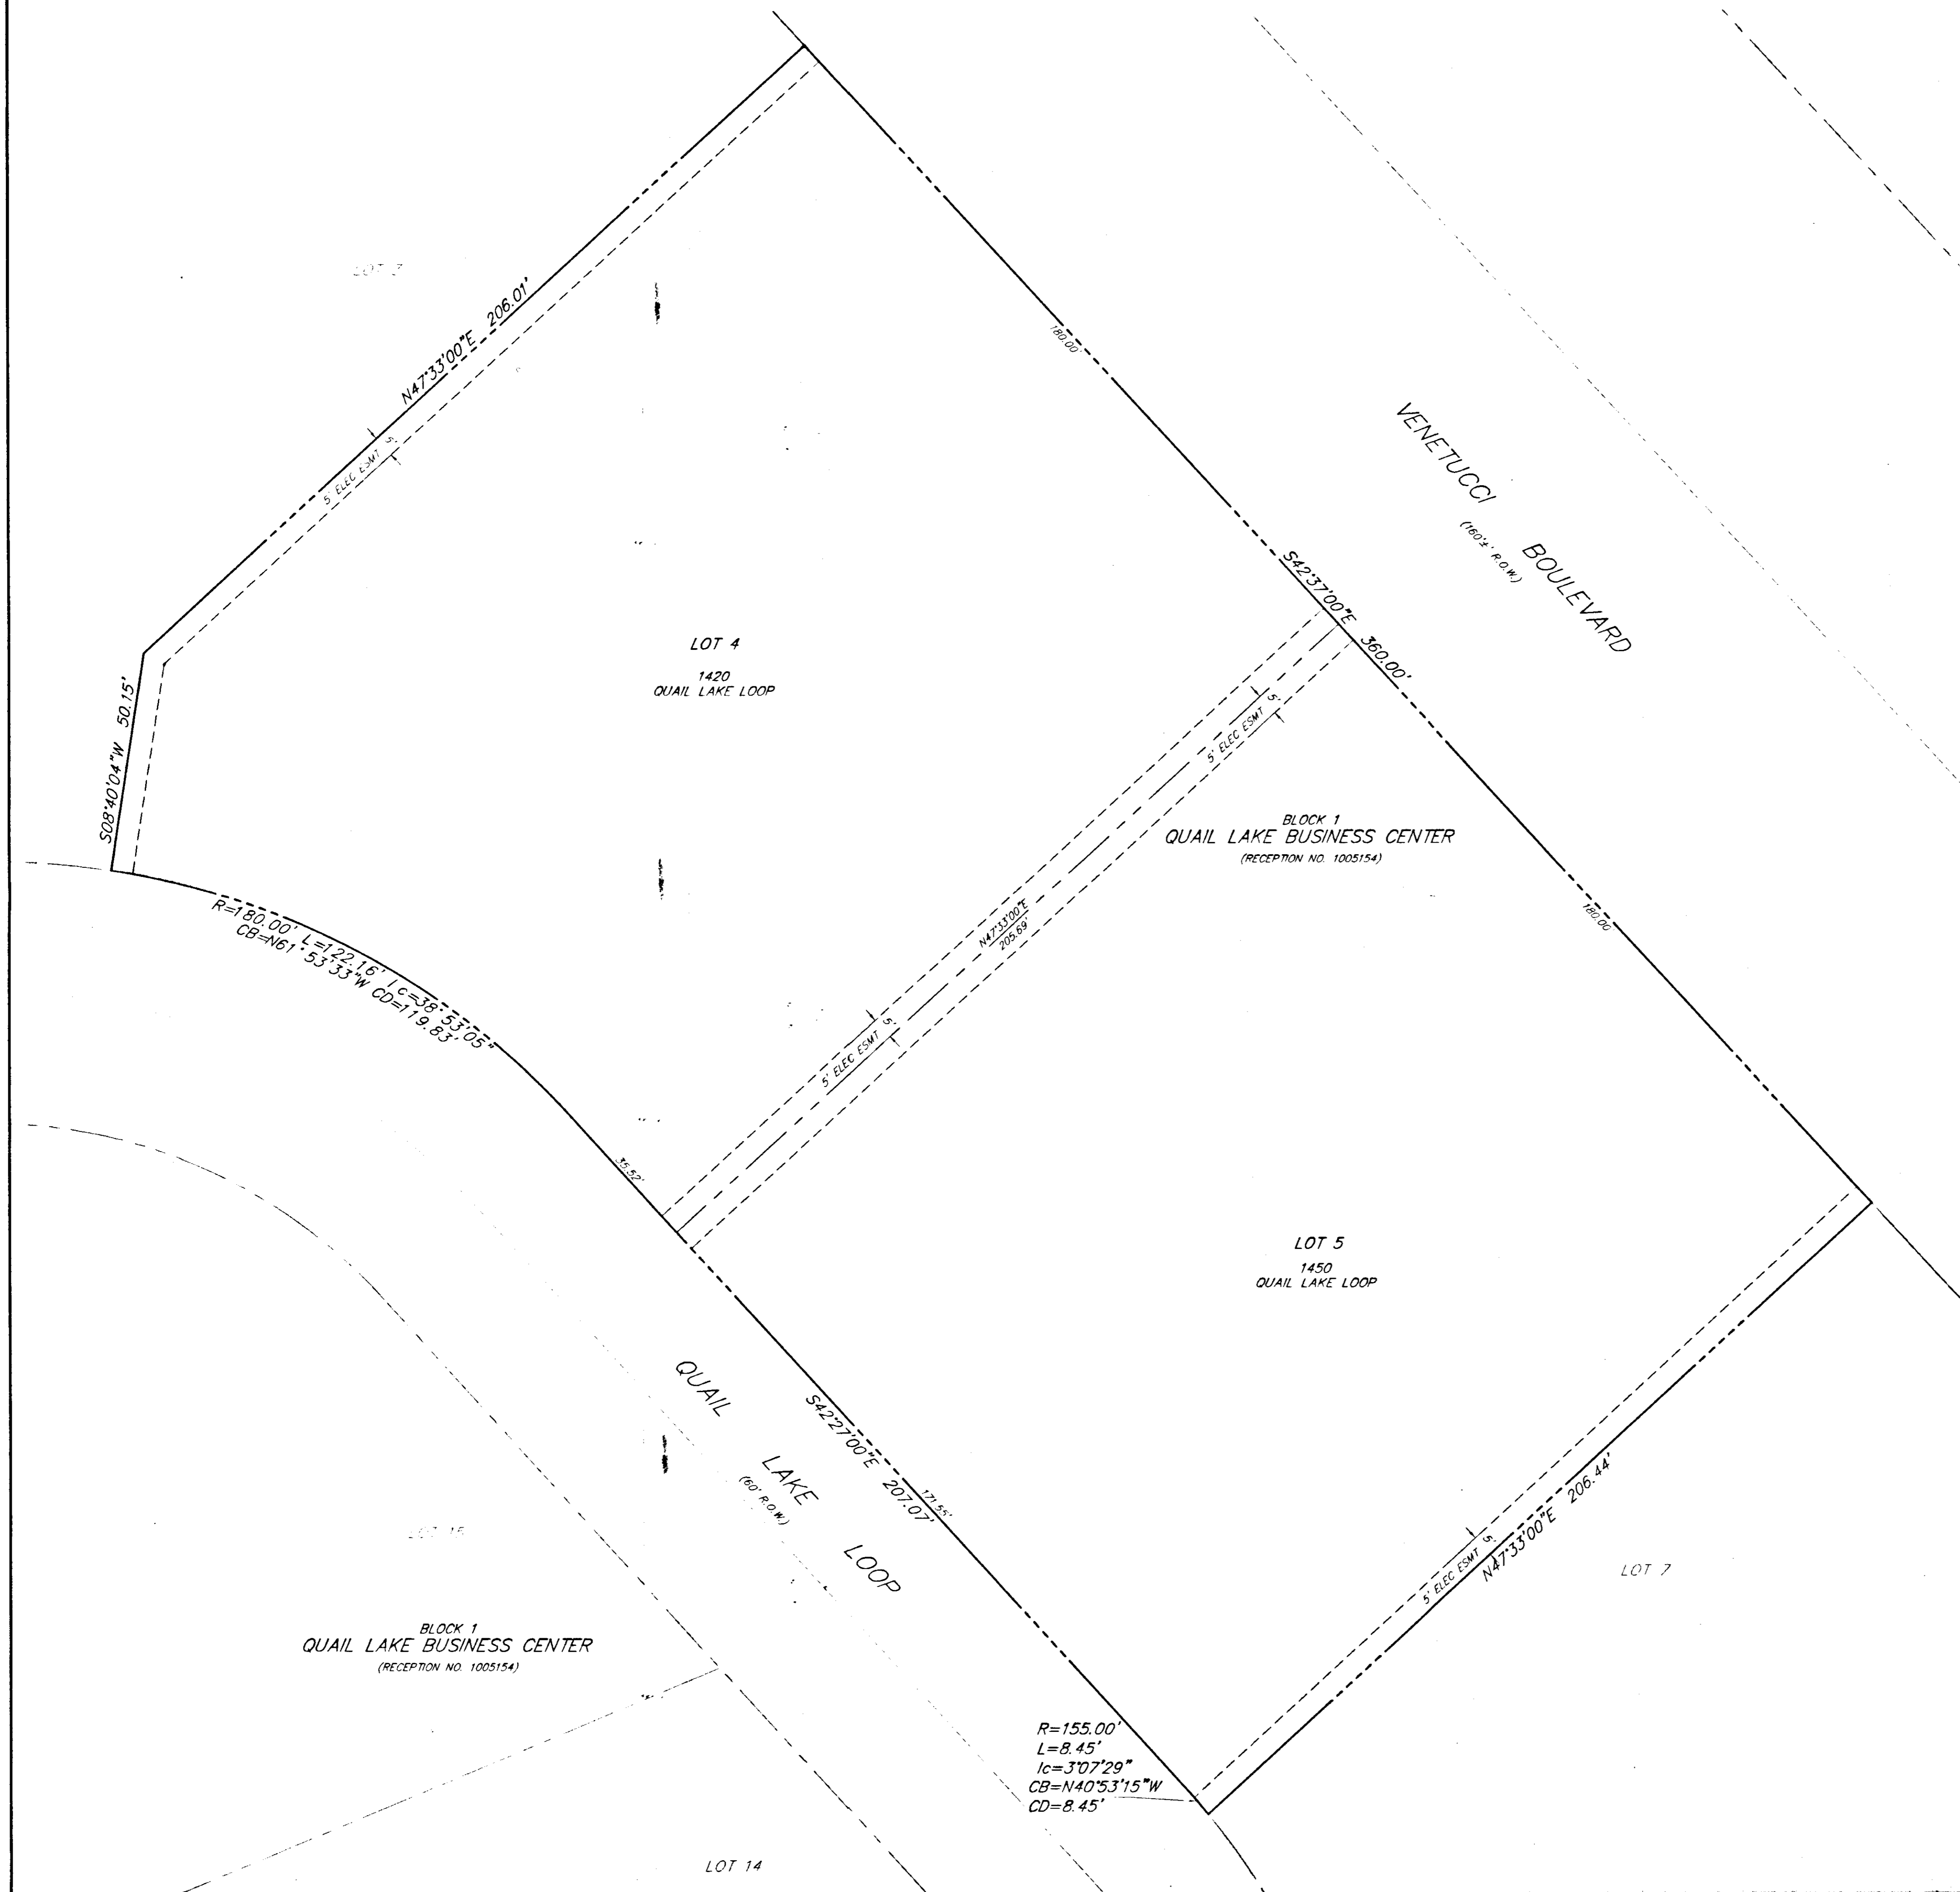 N47°33'00"E 206.01'
5'
5' ELEC ESMT
180.00'
VENETUCCI BOULEVARD
(160'±' R.O.W.)
S42°37'00"E 360.00'
LOT 4
1420
QUAIL LAKE LOOP
S08°40'04"W 50.15'
5'
5' ELEC ESMT
BLOCK 1
QUAIL LAKE BUSINESS CENTER
(RECEPTION NO. 1005154)
180.00'
N47°33'00"E
205.69'
R=180.00' L=122.16' Ic=38°53'05"
CB=N61°53'33"W CD=119.83'
5'
5' ELEC ESMT
35.52'
LOT 5
1450
QUAIL LAKE LOOP
QUAIL LAKE LOOP
(60' R.O.W.)
S42°27'00"E 207.07'
171.55'
N47°33'00"E 206.44'
5'
5' ELEC ESMT
LOT 7
BLOCK 1
QUAIL LAKE BUSINESS CENTER
(RECEPTION NO. 1005154)
R=155.00'
L=8.45'
Ic=3°07'29"
CB=N40°53'15"W
CD=8.45'
LOT 14